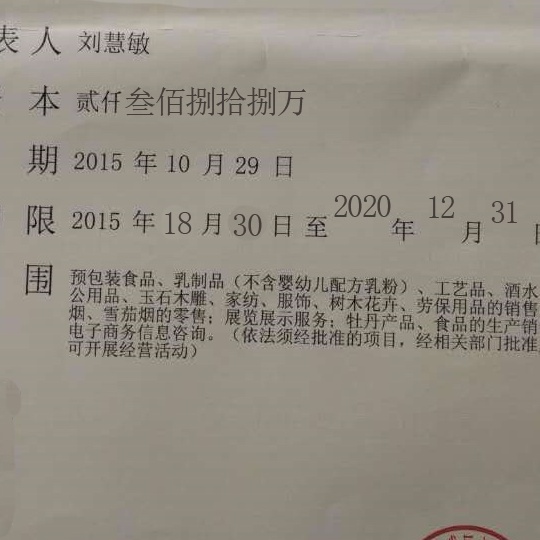 表人 刘慧敏
本 贰仟叁佰捌拾捌万
期 2015 年 10 月 29 日
限 2015 年 18 月 30 日 至 2020 年 12 月 31 日
围 预包装食品、乳制品（不含婴幼儿配方乳粉）、工艺品、酒水
公用品、玉石木雕、家纺、服饰、树木花卉、劳保用品的销售
烟、雪茄烟的零售；展览展示服务；牡丹产品、食品的生产销
电子商务信息咨询。（依法须经批准的项目，经相关部门批准
可开展经营活动）